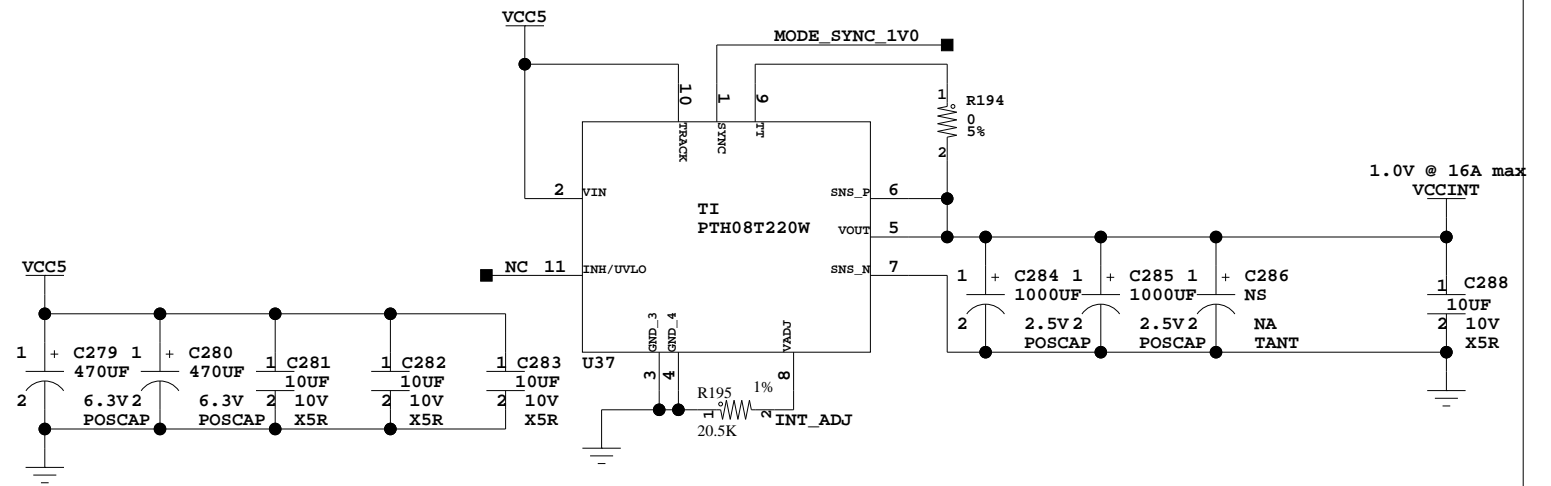 VCC5
MODE_SYNC_1V0
10
1
9
1
R194
0
5%
2
TRACK
SYNC
TT
1.0V @ 16A max
VCCINT
2
VIN
SNS_P
6
TI
PTH08T220W
VOUT
5
NC
11
INH/UVLO
SNS_N
7
GND_3
GND_4
VADJ
U37
3
4
8
R195
1%
1
2
20.5K
INT_ADJ
VCC5
1
+
C279
470UF
2
6.3V
POSCAP
1
+
C280
470UF
2
6.3V
POSCAP
1
C281
10UF
2
10V
X5R
1
C282
10UF
2
10V
X5R
1
C283
10UF
2
10V
X5R
1
+
C284
1000UF
2
2.5V
POSCAP
1
+
C285
1000UF
2
2.5V
POSCAP
1
+
C286
NS
2
NA
TANT
1
C288
10UF
2
10V
X5R